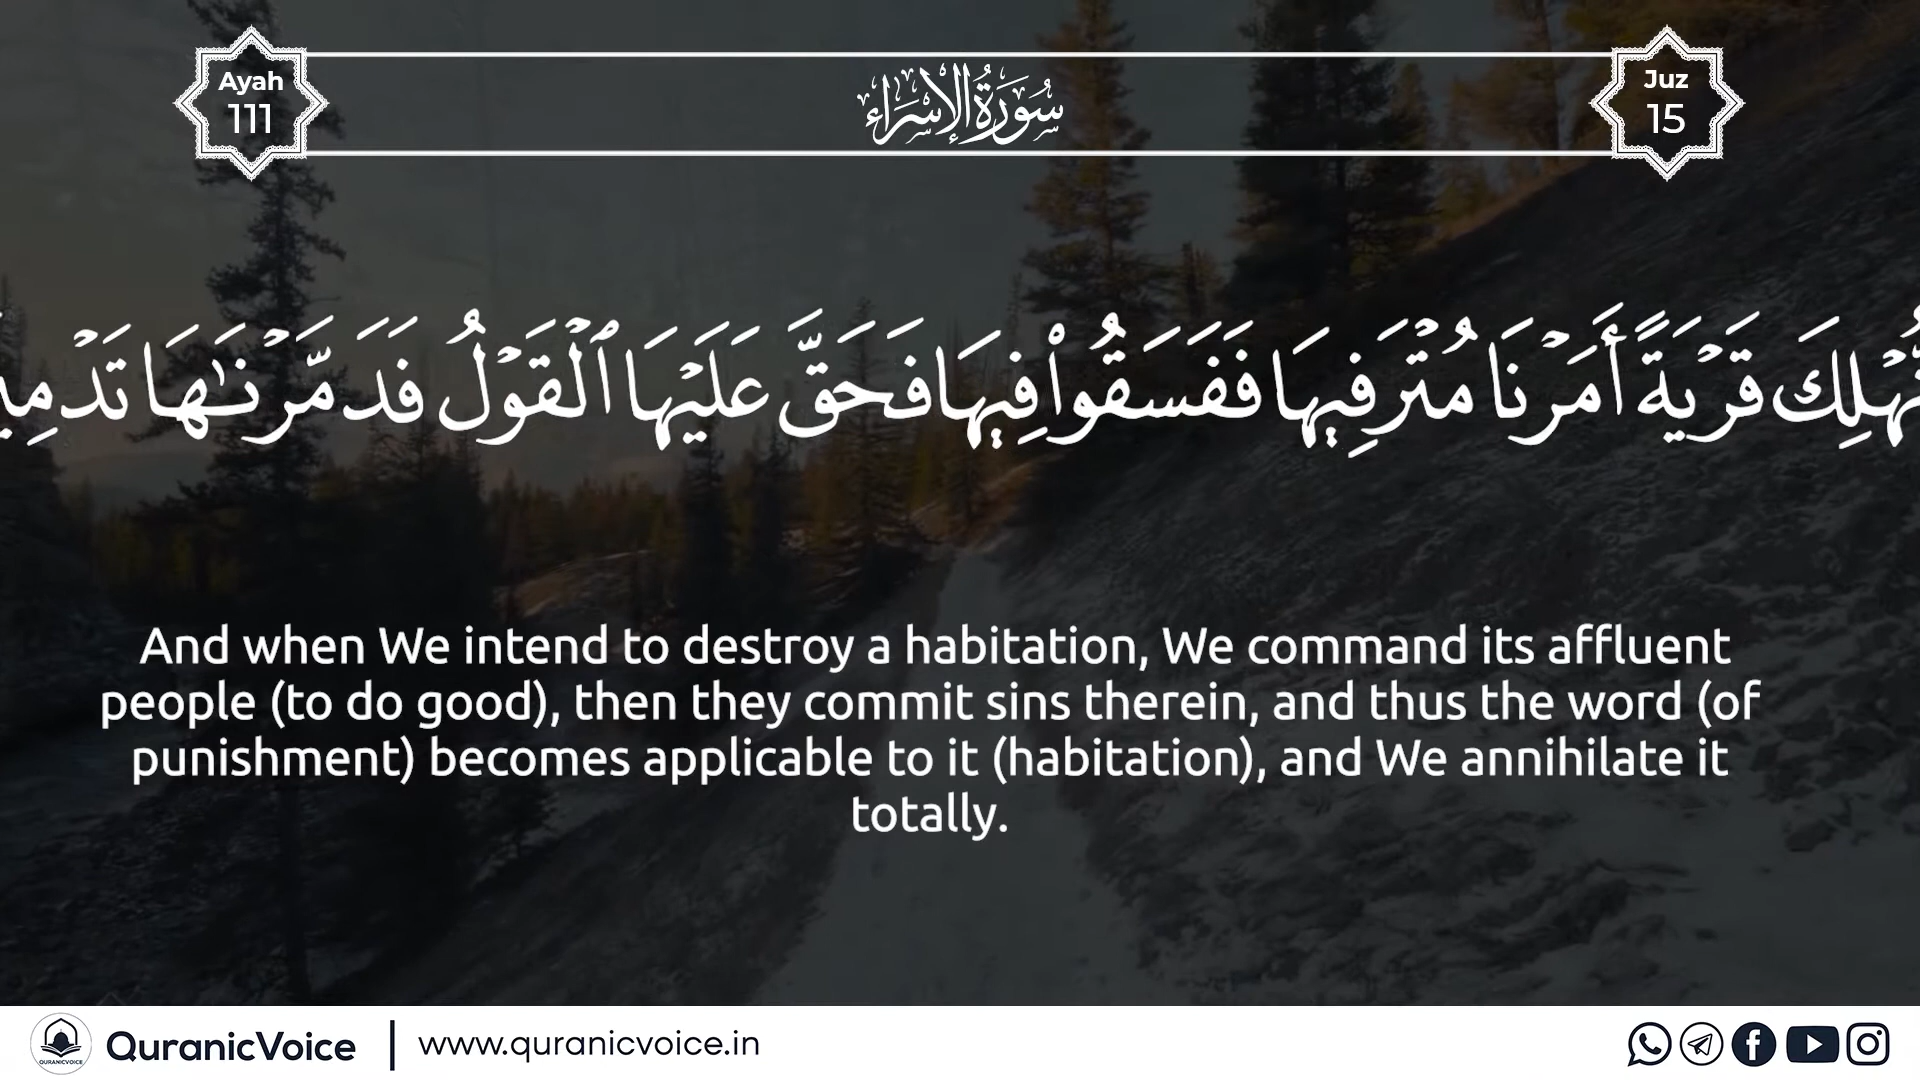 Ayah
111
سُورَةُ الإِسْرَاء
Juz
15
نُّهْلِكَ قَرْيَةً أَمَرْنَا مُتْرَفِيهَا فَفَسَقُوا۟ فِيهَا فَحَقَّ عَلَيْهَا ٱلْقَوْلُ فَدَمَّرْنَـٰهَا
And when We intend to destroy a habitation, We command its affluent
people (to do good), then they commit sins therein, and thus the word (of
punishment) becomes applicable to it (habitation), and We annihilate it
totally.
QURANICVOICE
QuranicVoice | www.quranicvoice.in